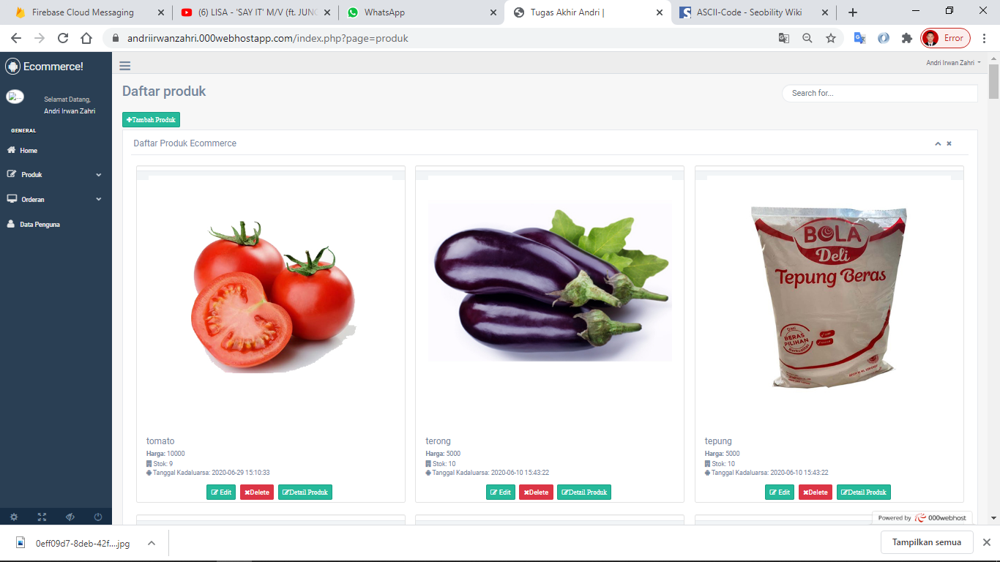 Firebase Cloud Messaging
(6) LISA - 'SAY IT' M/V (ft. JUNG
WhatsApp
Tugas Akhir Andri |
ASCII-Code - Seobility Wiki
andriirwanzahri.000webhostapp.com/index.php?page=produk
Error
Ecommerce!
Andri Irwan Zahri
Selamat Datang,
Andri Irwan Zahri
GENERAL
Home
Produk
Orderan
Data Penguna
Daftar produk
Search for...
Tambah Produk
Daftar Produk Ecommerce
BOLA
Deli
Tepung Beras
Dari
BERAS
PILIHAN
Berkualitas
tomato
Harga: 10000
Stok: 9
Tanggal Kadaluarsa: 2020-06-29 15:10:33
Edit Delete Detail Produk
terong
Harga: 5000
Stok: 10
Tanggal Kadaluarsa: 2020-06-10 15:43:22
Edit Delete Detail Produk
tepung
Harga: 5000
Stok: 10
Tanggal Kadaluarsa: 2020-06-10 15:43:22
Edit Delete Detail Produk
Powered by 000webhost
0eff09d7-8deb-42f....jpg
Tampilkan semua